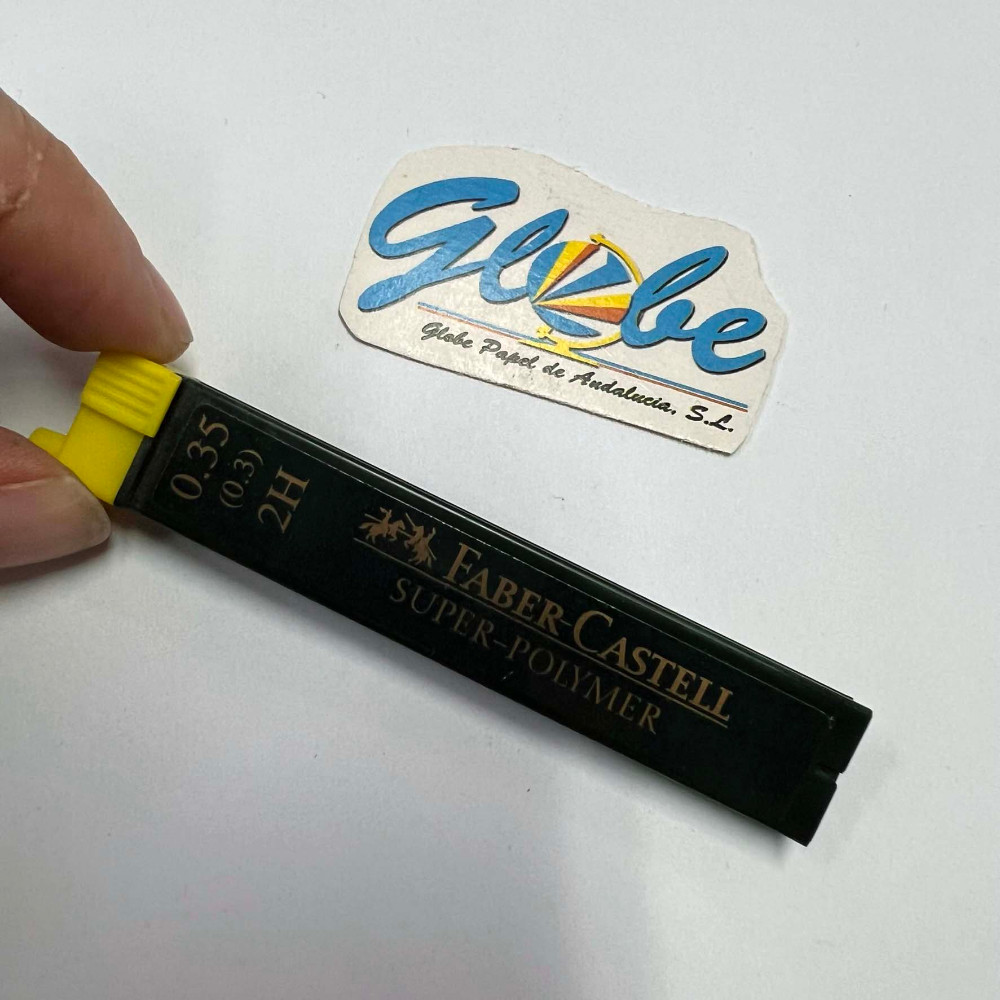 Globe
Globe Papel de Andalucia, S.L.
0.35
(0.3)
2H
FABER-CASTELL
SUPER-POLYMER